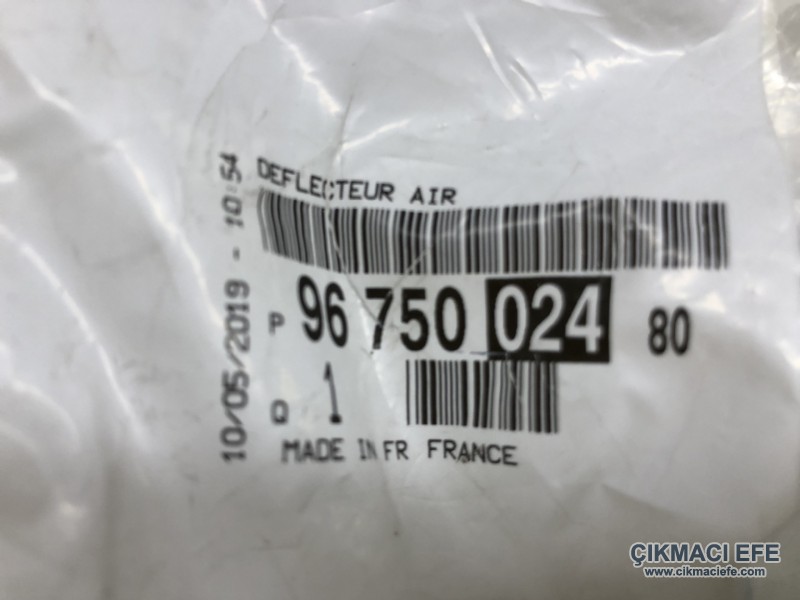 DEFLECTEUR AIR
P 96 750 024 80
Q 1
MADE IN FR FRANCE
10/05/2019 - 10:54
ÇIKMACI EFE
www.cikmaciefe.com